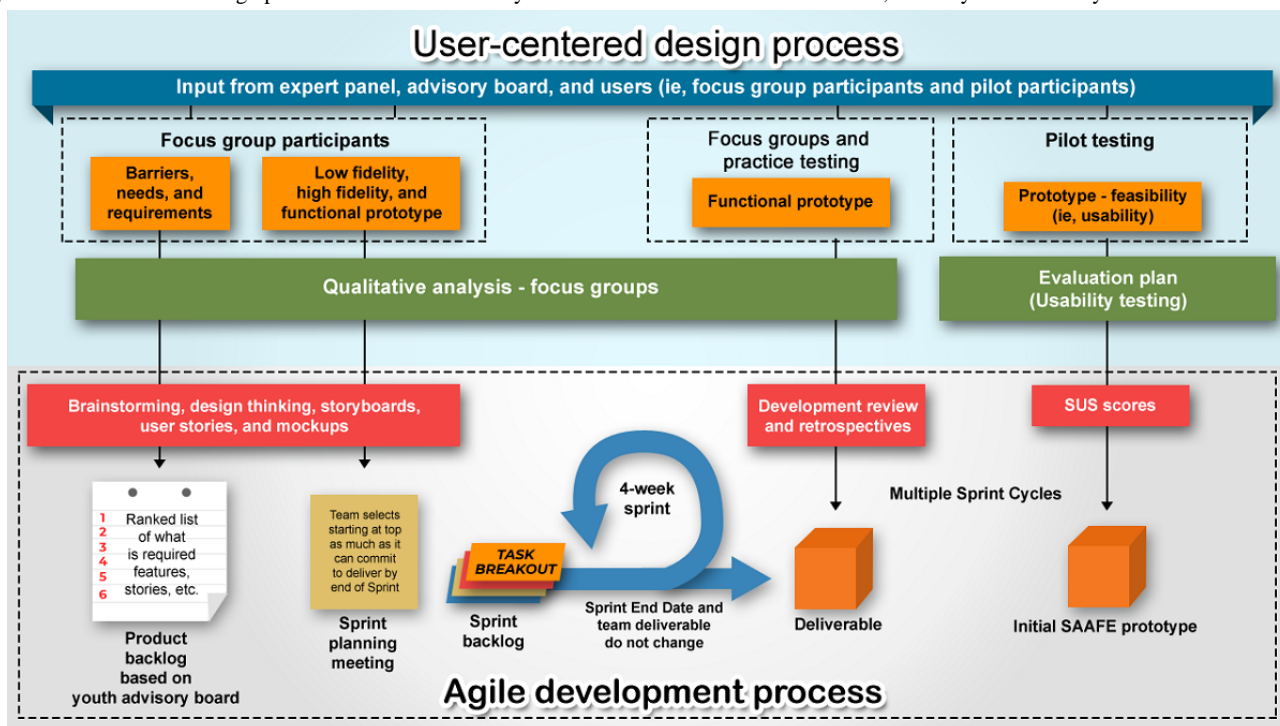 User-centered design process
Input from expert panel, advisory board, and users (ie, focus group participants and pilot participants)
Focus group participants
Barriers,
needs, and
requirements
Low fidelity,
high fidelity, and
functional prototype
Focus groups and
practice testing
Functional prototype
Pilot testing
Prototype - feasibility
(ie, usability)
Qualitative analysis - focus groups
Evaluation plan
(Usability testing)
Brainstorming, design thinking, storyboards,
user stories, and mockups
Development review
and retrospectives
SUS scores
1
2
3
4
5
6
Ranked list
of what
is required
features,
stories, etc.
Product
backlog
based on
youth advisory board
Team selects
starting at top
as much as it
can commit
to deliver by
end of Sprint
Sprint
planning
meeting
TASK
BREAKOUT
Sprint
backlog
4-week
sprint
Sprint End Date and
team deliverable
do not change
Multiple Sprint Cycles
Deliverable
Initial SAAFE prototype
Agile development process